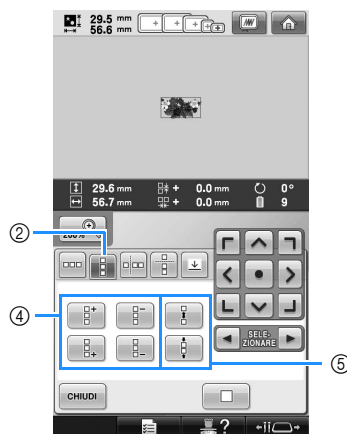 29.5 mm
56.6 mm
29.6 mm + 0.0 mm 0°
56.7 mm + 0.0 mm 9
②
200%
④
SELE-
ZIONARE
⑤
CHIUDI
?